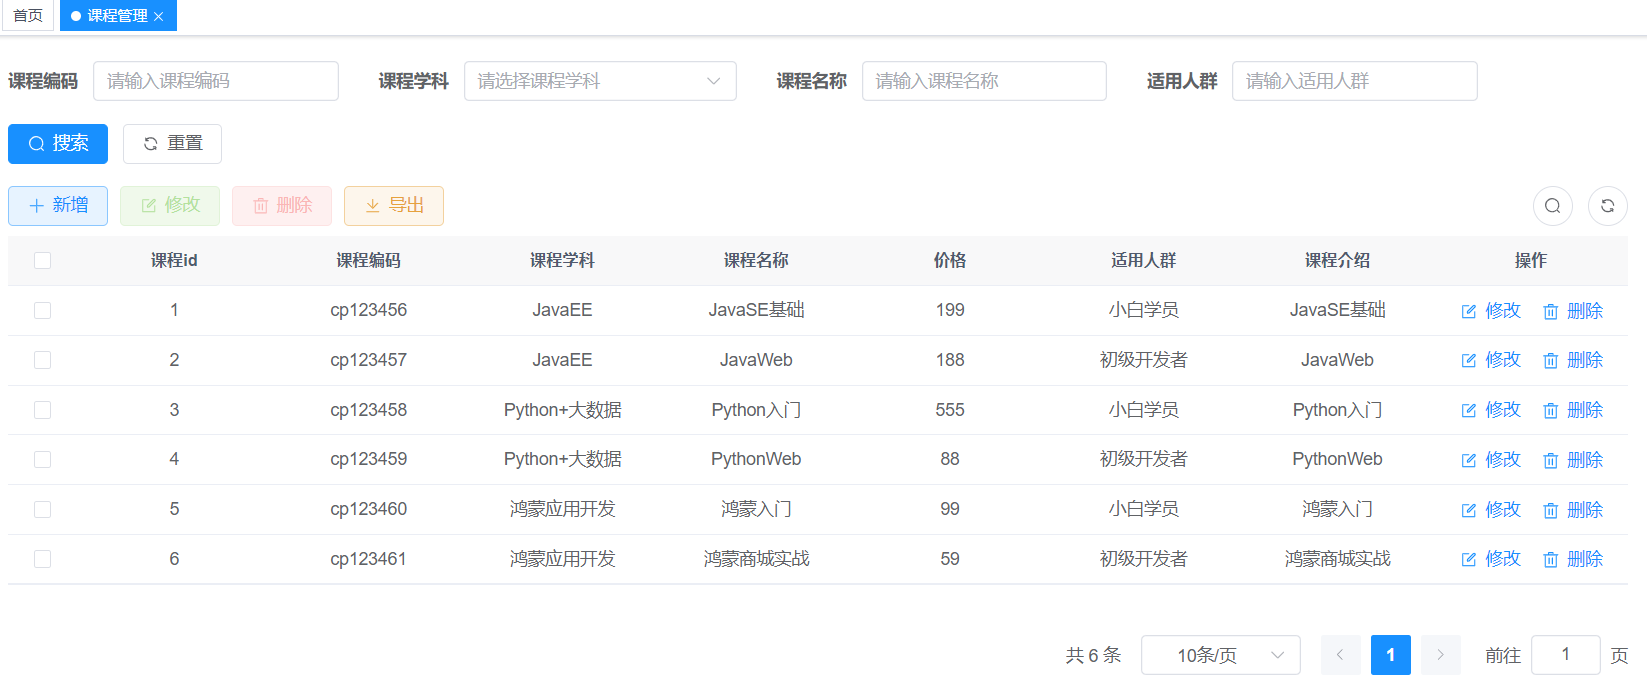 首页 课程管理
课程编码 请输入课程编码 课程学科 请选择课程学科 课程名称 请输入课程名称 适用人群 请输入适用人群
搜索 重置
新增 修改 删除 导出
课程id 课程编码 课程学科 课程名称 价格 适用人群 课程介绍 操作
1 cp123456 JavaEE JavaSE基础 199 小白学员 JavaSE基础 修改 删除
2 cp123457 JavaEE JavaWeb 188 初级开发者 JavaWeb 修改 删除
3 cp123458 Python+大数据 Python入门 555 小白学员 Python入门 修改 删除
4 cp123459 Python+大数据 PythonWeb 88 初级开发者 PythonWeb 修改 删除
5 cp123460 鸿蒙应用开发 鸿蒙入门 99 小白学员 鸿蒙入门 修改 删除
6 cp123461 鸿蒙应用开发 鸿蒙商城实战 59 初级开发者 鸿蒙商城实战 修改 删除
共 6 条 10条/页 1 前往 1 页